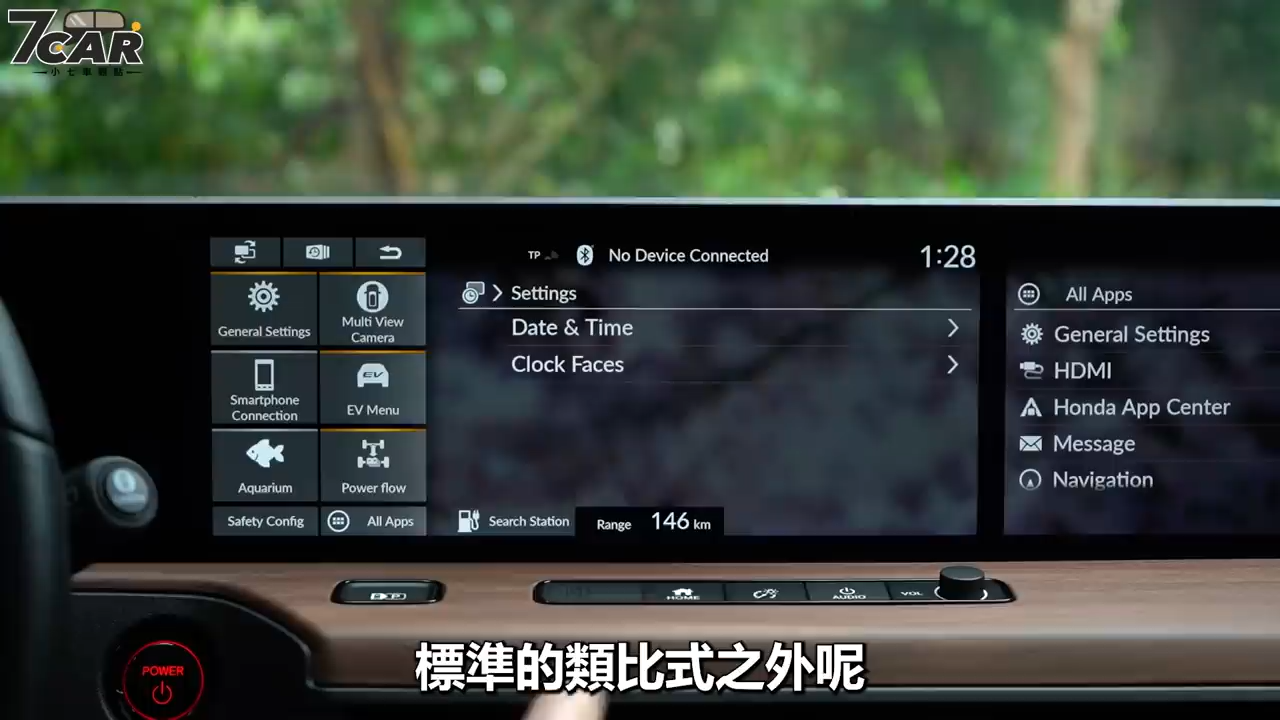 7CAR
小七車觀點
TP
No Device Connected
1:28
General Settings
Multi View
Camera
Smartphone
Connection
EV
EV Menu
Aquarium
Power flow
Safety Config
All Apps
Settings
Date & Time
Clock Faces
Search Station
Range 146 km
All Apps
General Settings
HDMI
Honda App Center
Message
Navigation
HOME
AUDIO
VOL
POWER
標準的類比式之外呢